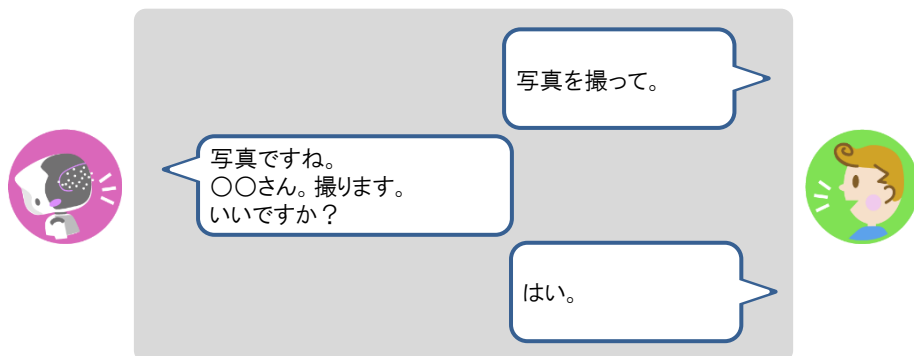 写真を撮って。
写真ですね。
〇〇さん。撮ります。
いいですか？
はい。